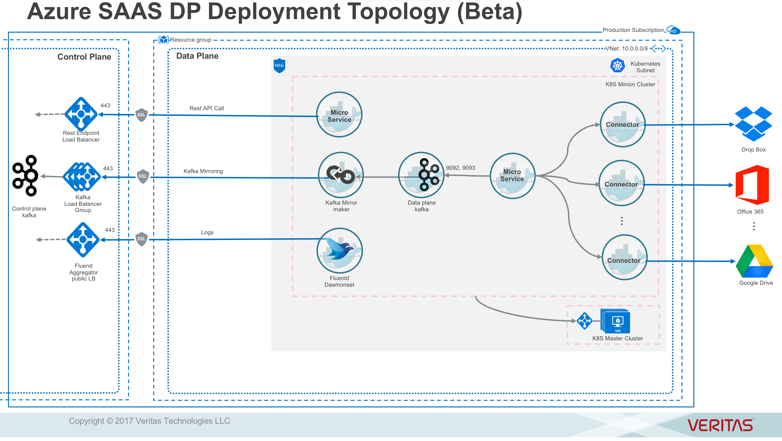 Azure SAAS DP Deployment Topology (Beta)
Production Subscription
Resource group
VNet: 10.0.0.0/8
Control Plane
Data Plane
NSG
Kubernetes
Subnet
K8S Minion Cluster
443
SSL
Rest API Call
Micro
Service
Rest Endpoint
Load Balancer
Connector
Drop Box
443
SSL
Kafka Mirroring
9092, 9093
Micro
Service
Connector
Control plane
kafka
Kafka
Load Balancer
Group
Kafka Mirror
maker
Data plane
kafka
Office 365
443
SSL
Logs
Connector
Fluend
Aggregator
public LB
Fluentd
Daemonset
Google Drive
VM
K8S Master Cluster
Copyright © 2017 Veritas Technologies LLC
VERITAS